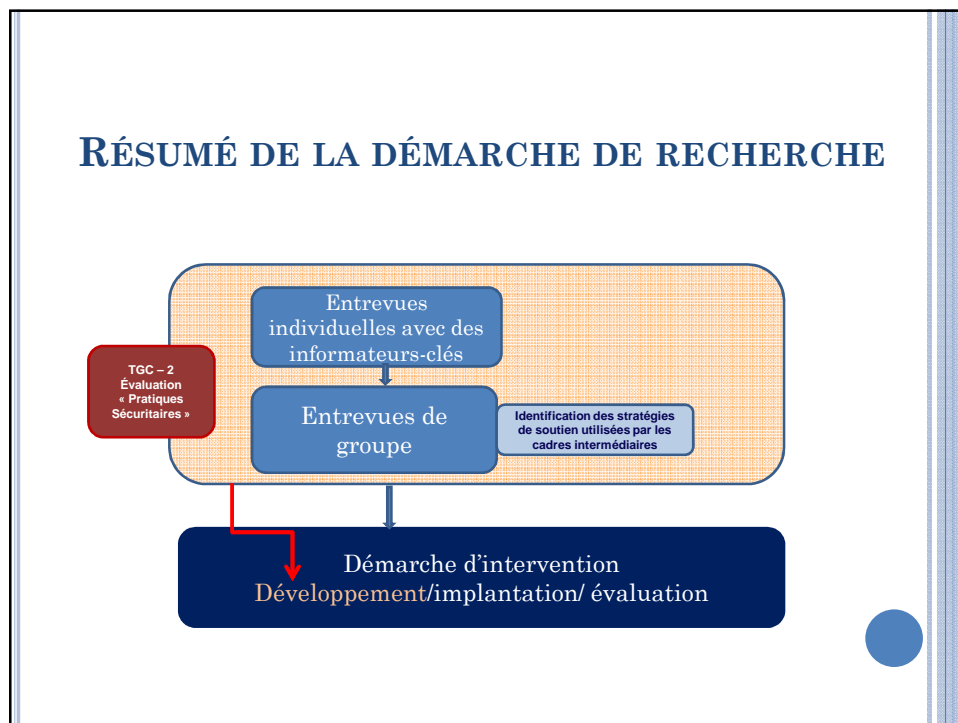 RÉSUMÉ DE LA DÉMARCHE DE RECHERCHE
Entrevues
individuelles avec des
informateurs-clés
TGC – 2
Évaluation
« Pratiques
Sécuritaires »
Entrevues de
groupe
Identification des stratégies
de soutien utilisées par les
cadres intermédiaires
Démarche d'intervention
Développement/implantation/ évaluation